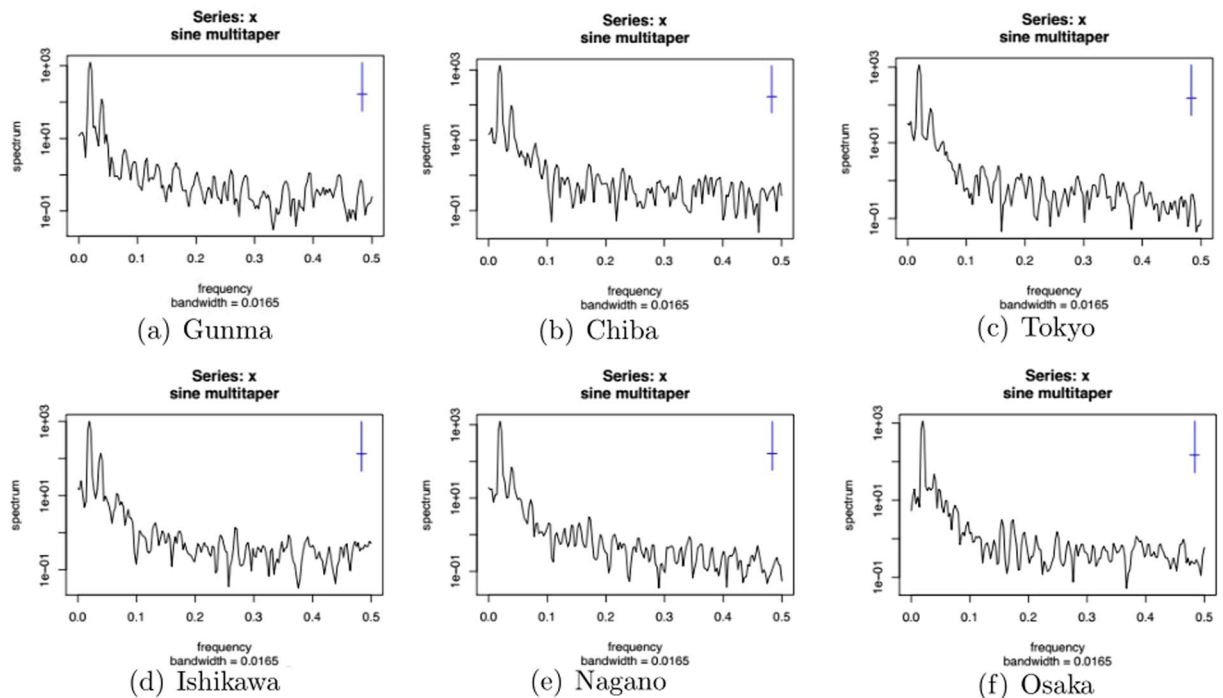 Series: x
sine multitaper
spectrum
1e+03
1e+01
1e-01
0.0 0.1 0.2 0.3 0.4 0.5
frequency
bandwidth = 0.0165
(a) Gunma
Series: x
sine multitaper
spectrum
1e+03
1e+01
1e-01
0.0 0.1 0.2 0.3 0.4 0.5
frequency
bandwidth = 0.0165
(b) Chiba
Series: x
sine multitaper
spectrum
1e+03
1e+01
1e-01
0.0 0.1 0.2 0.3 0.4 0.5
frequency
bandwidth = 0.0165
(c) Tokyo
Series: x
sine multitaper
spectrum
1e+03
1e+01
1e-01
0.0 0.1 0.2 0.3 0.4 0.5
frequency
bandwidth = 0.0165
(d) Ishikawa
Series: x
sine multitaper
spectrum
1e+03
1e+01
1e-01
0.0 0.1 0.2 0.3 0.4 0.5
frequency
bandwidth = 0.0165
(e) Nagano
Series: x
sine multitaper
spectrum
1e+03
1e+01
1e-01
0.0 0.1 0.2 0.3 0.4 0.5
frequency
bandwidth = 0.0165
(f) Osaka